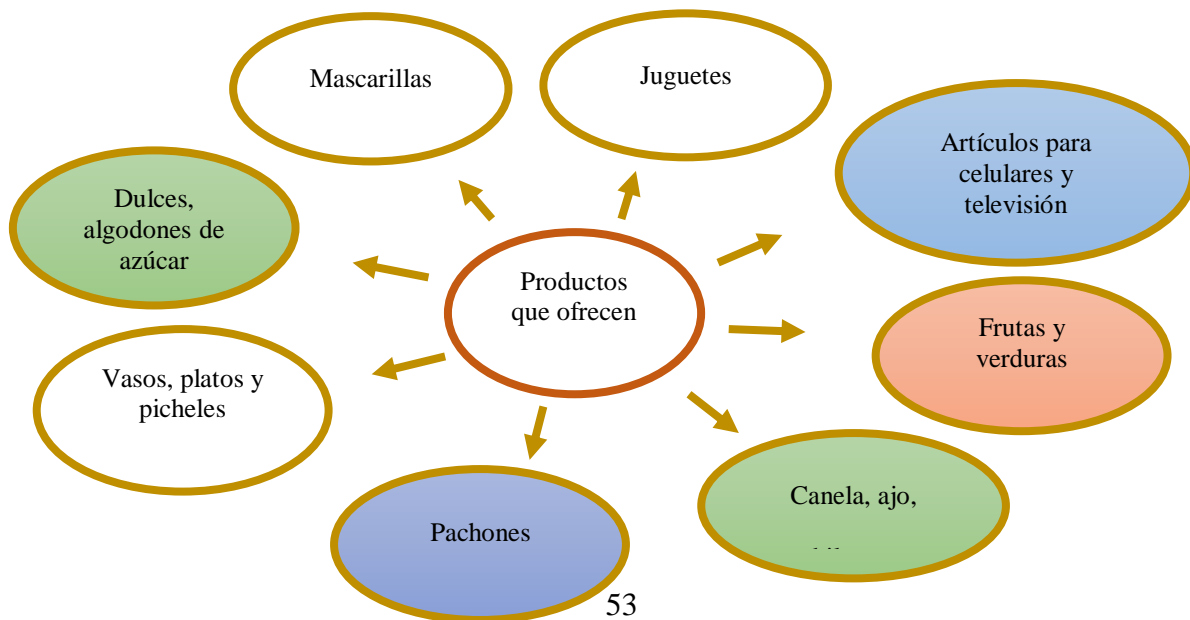 Mascarillas
Juguetes
Artículos para
celulares y
televisión
Dulces,
algodones de
azúcar
Productos
que ofrecen
Frutas y
verduras
Vasos, platos y
picheles
Canela, ajo,
Pachones
53